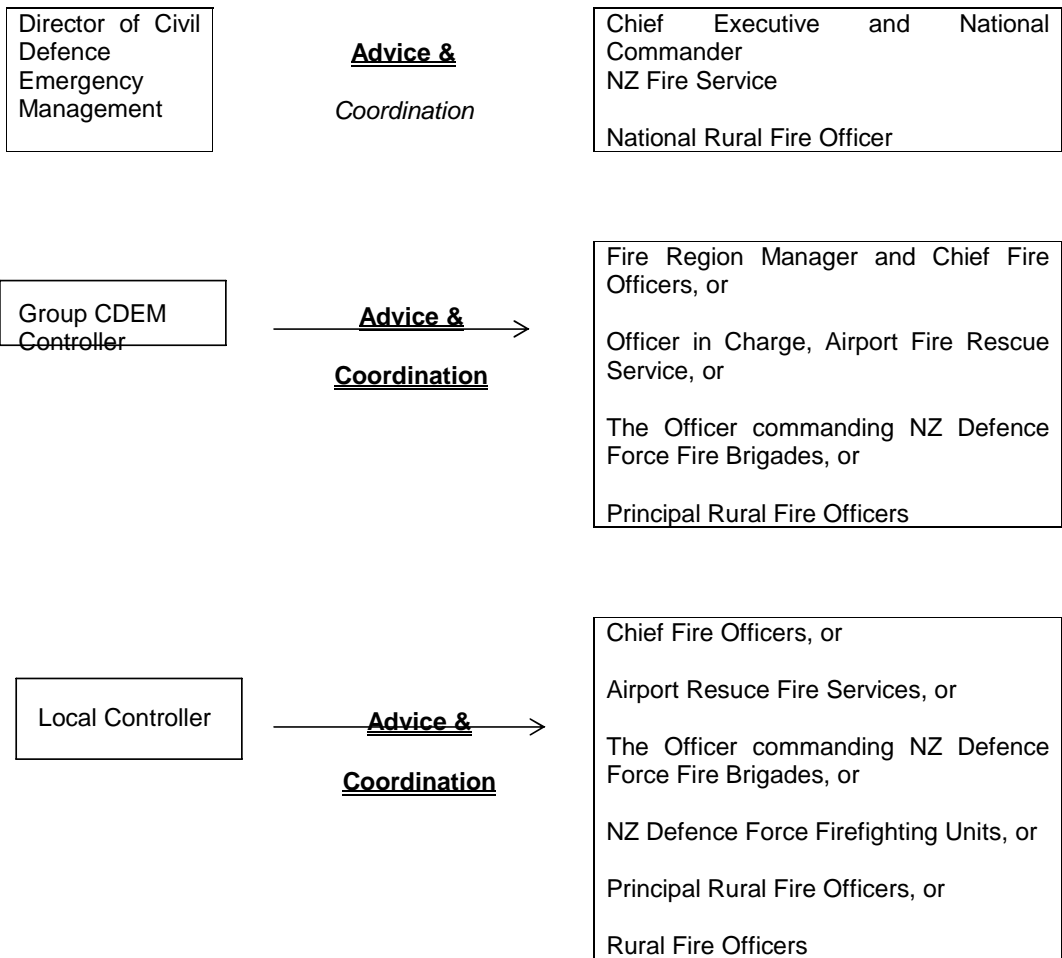 Director of Civil
Defence
Emergency
Management
Advice &
Coordination
Chief Executive and National
Commander
NZ Fire Service
National Rural Fire Officer
Group CDEM
Controller
Advice &
Coordination
Fire Region Manager and Chief Fire
Officers, or
Officer in Charge, Airport Fire Rescue
Service, or
The Officer commanding NZ Defence
Force Fire Brigades, or
Principal Rural Fire Officers
Local Controller
Advice &
Coordination
Chief Fire Officers, or
Airport Resuce Fire Services, or
The Officer commanding NZ Defence
Force Fire Brigades, or
NZ Defence Force Firefighting Units, or
Principal Rural Fire Officers, or
Rural Fire Officers